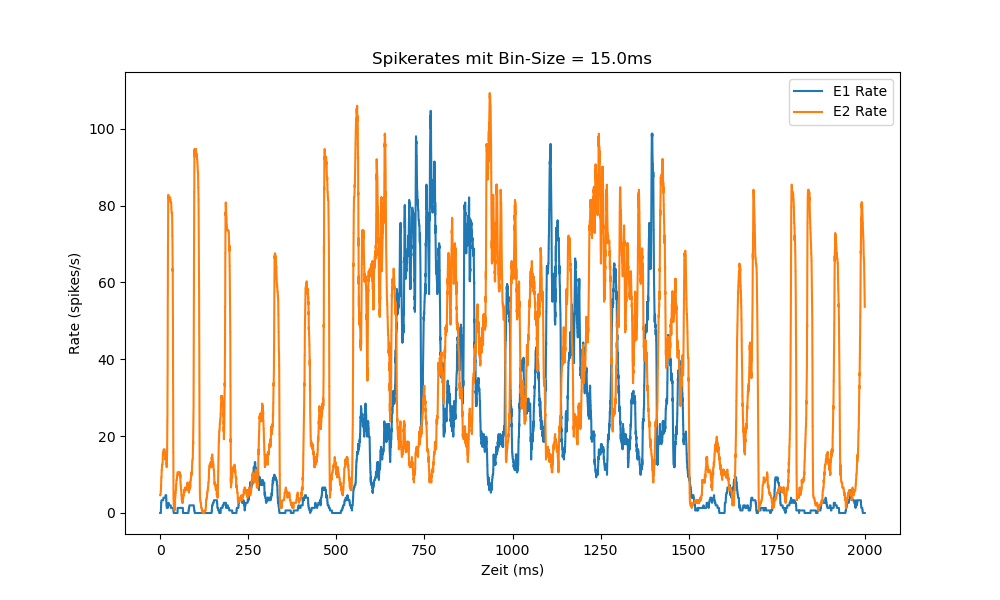 Spikerates mit Bin-Size = 15.0ms
E1 Rate
E2 Rate
100
80
60
40
20
0
Rate (spikes/s)
0 250 500 750 1000 1250 1500 1750 2000
Zeit (ms)